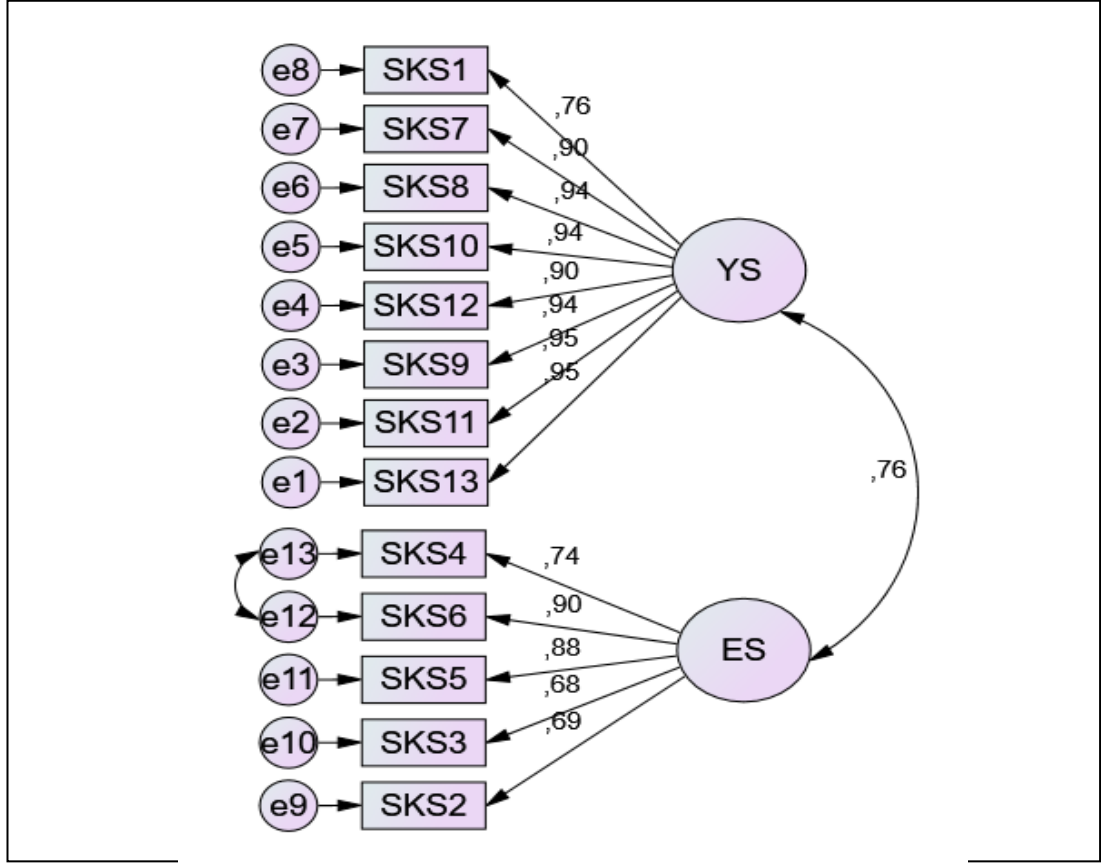 e8 SKS1
,76
e7 SKS7
,90
e6 SKS8
,94
e5 SKS10
,94
YS
e4 SKS12
,90
e3 SKS9
,94
e2 SKS11
,95
e1 SKS13
,95
,76
e13 SKS4
,74
e12 SKS6
,90
ES
e11 SKS5
,88
e10 SKS3
,68
e9 SKS2
,69